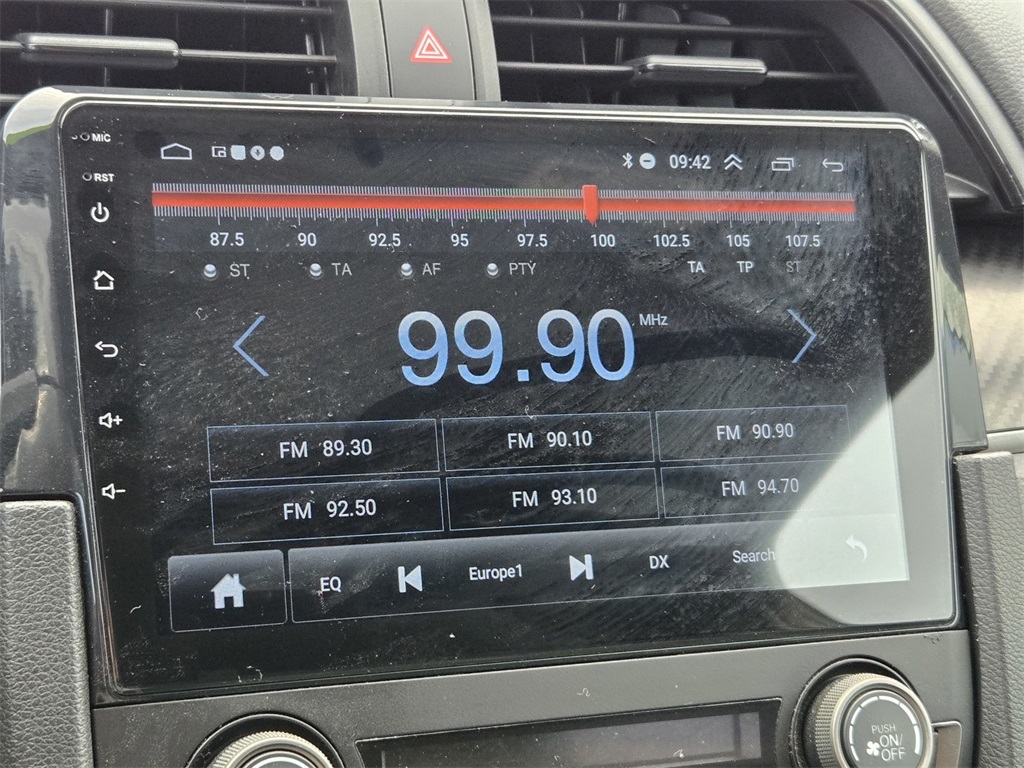 MIC
RST
09:42
87.5 90 92.5 95 97.5 100 102.5 105 107.5
ST TA AF PTY TA TP ST
99.90 MHz
FM 89.30 FM 90.10 FM 90.90
FM 92.50 FM 93.10 FM 94.70
EQ Europe1 DX Search
PUSH
ON/
OFF